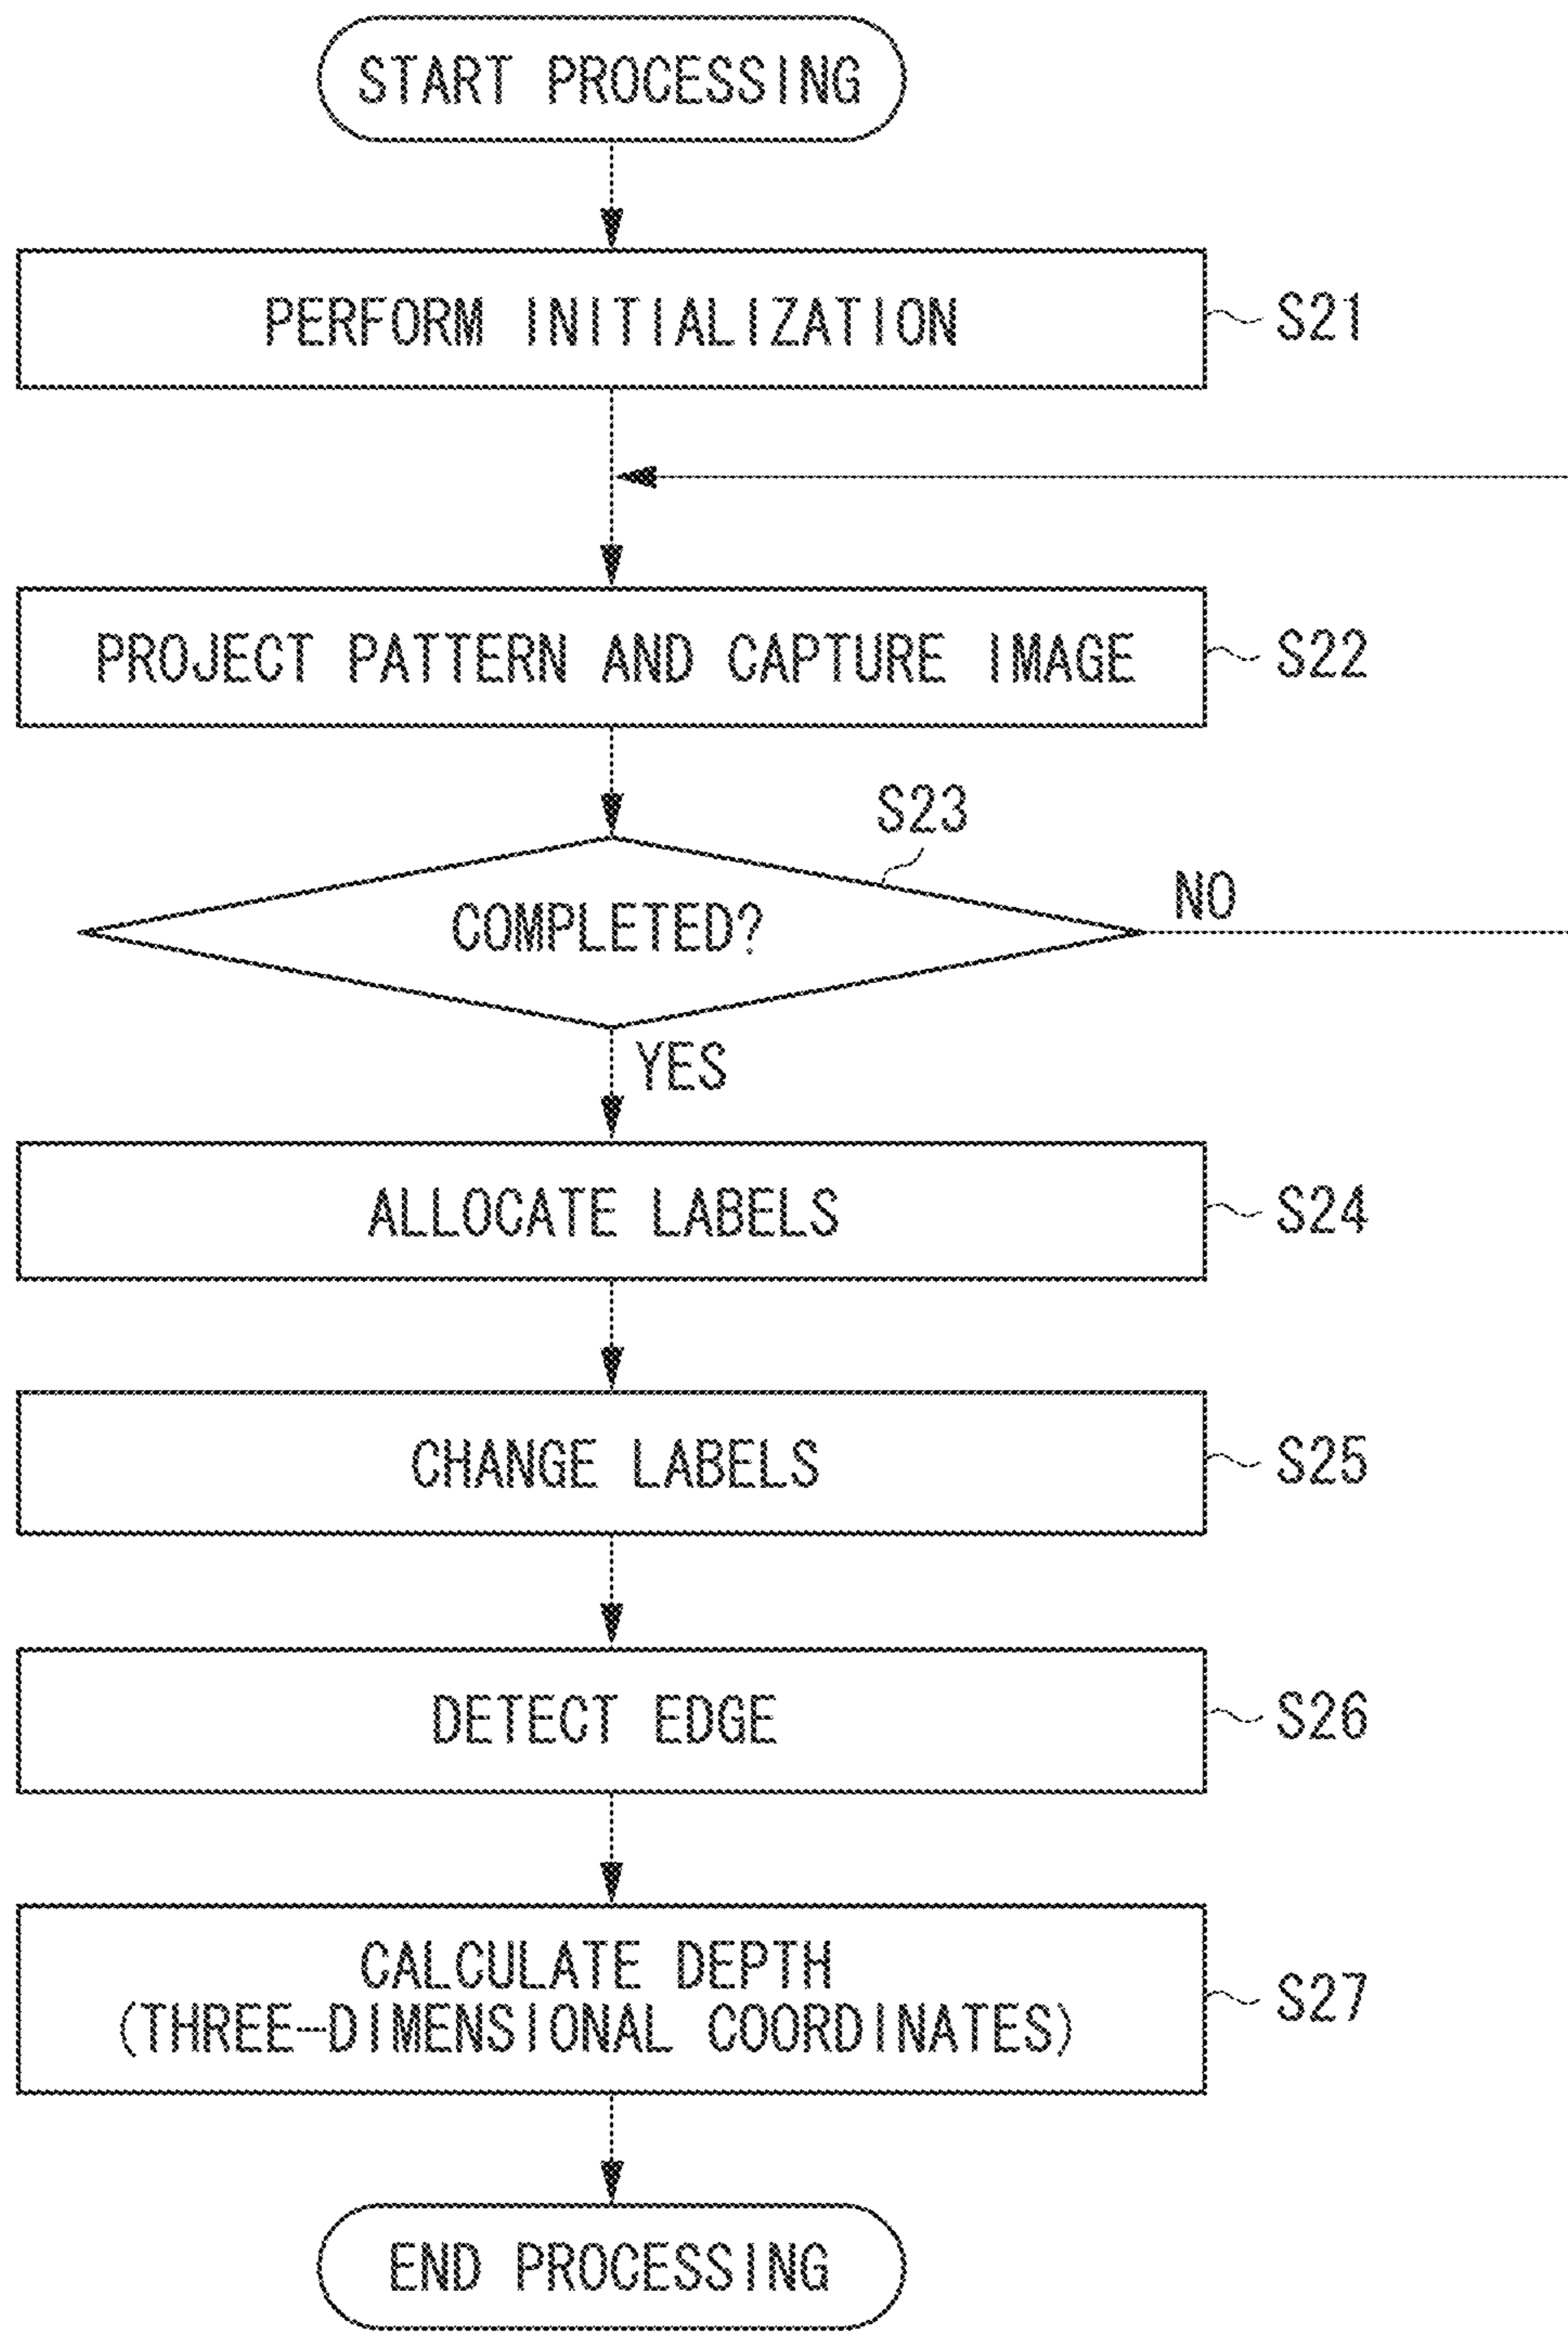 START PROCESSING
PERFORM INITIALIZATION
S21
PROJECT PATTERN AND CAPTURE IMAGE
S22
S23
COMPLETED?
NO
YES
ALLOCATE LABELS
S24
CHANGE LABELS
S25
DETECT EDGE
S26
CALCULATE DEPTH
(THREE-DIMENSIONAL COORDINATES)
S27
END PROCESSING